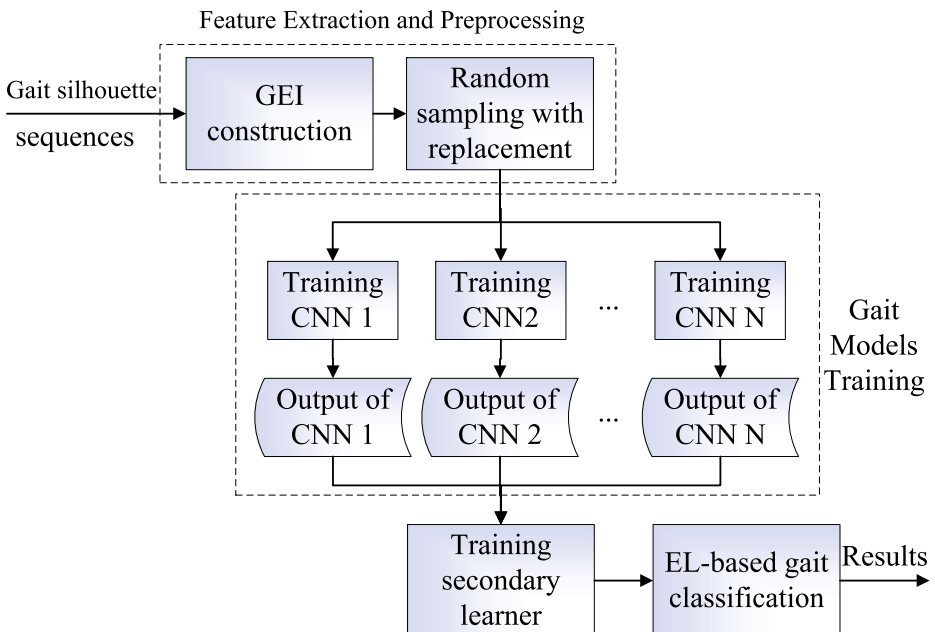 Feature Extraction and Preprocessing
Gait silhouette
sequences
GEI
construction
Random
sampling with
replacement
Training
CNN 1
Training
CNN2
...
Training
CNN N
Gait
Models
Training
Output of
CNN 1
Output of
CNN 2
...
Output of
CNN N
Training
secondary
learner
EL-based gait
classification
Results